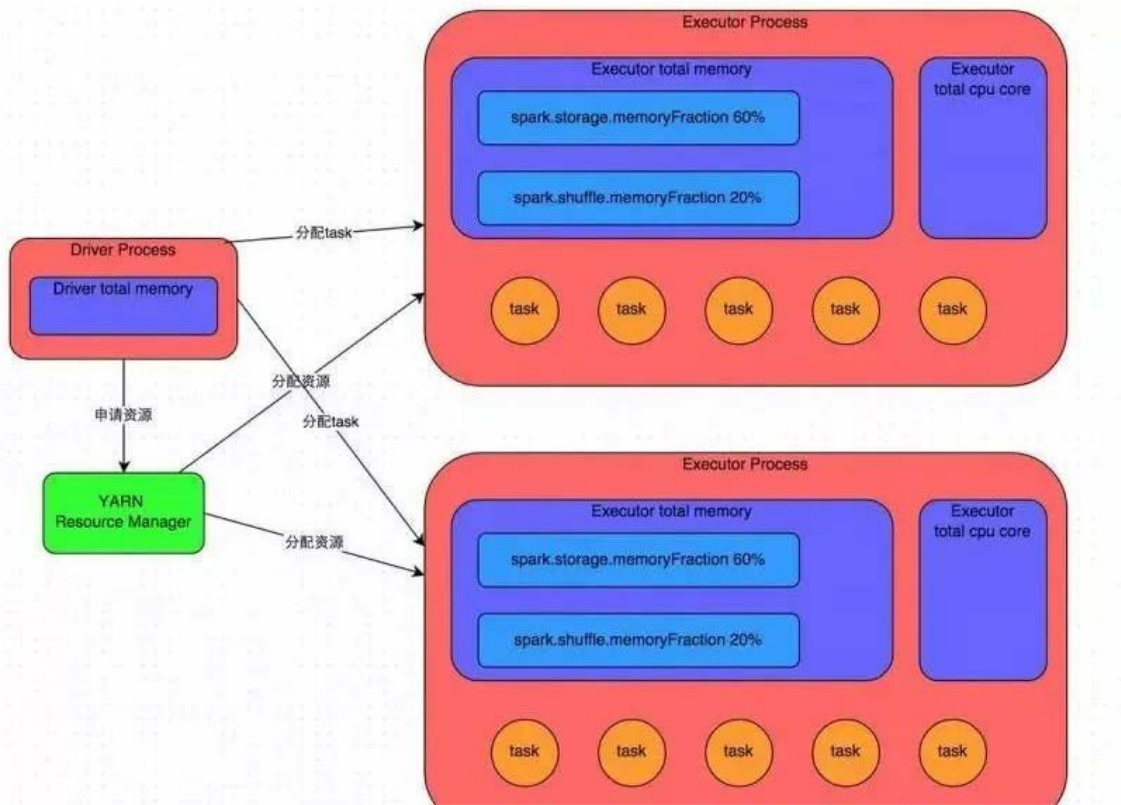 Executor Process
Executor total memory
Executor
total cpu core
spark.storage.memoryFraction 60%
spark.shuffle.memoryFraction 20%
task
task
task
task
task
分配task
Driver Process
Driver total memory
申请资源
分配资源
分配task
YARN
Resource Manager
分配资源
Executor Process
Executor total memory
Executor
total cpu core
spark.storage.memoryFraction 60%
spark.shuffle.memoryFraction 20%
task
task
task
task
task